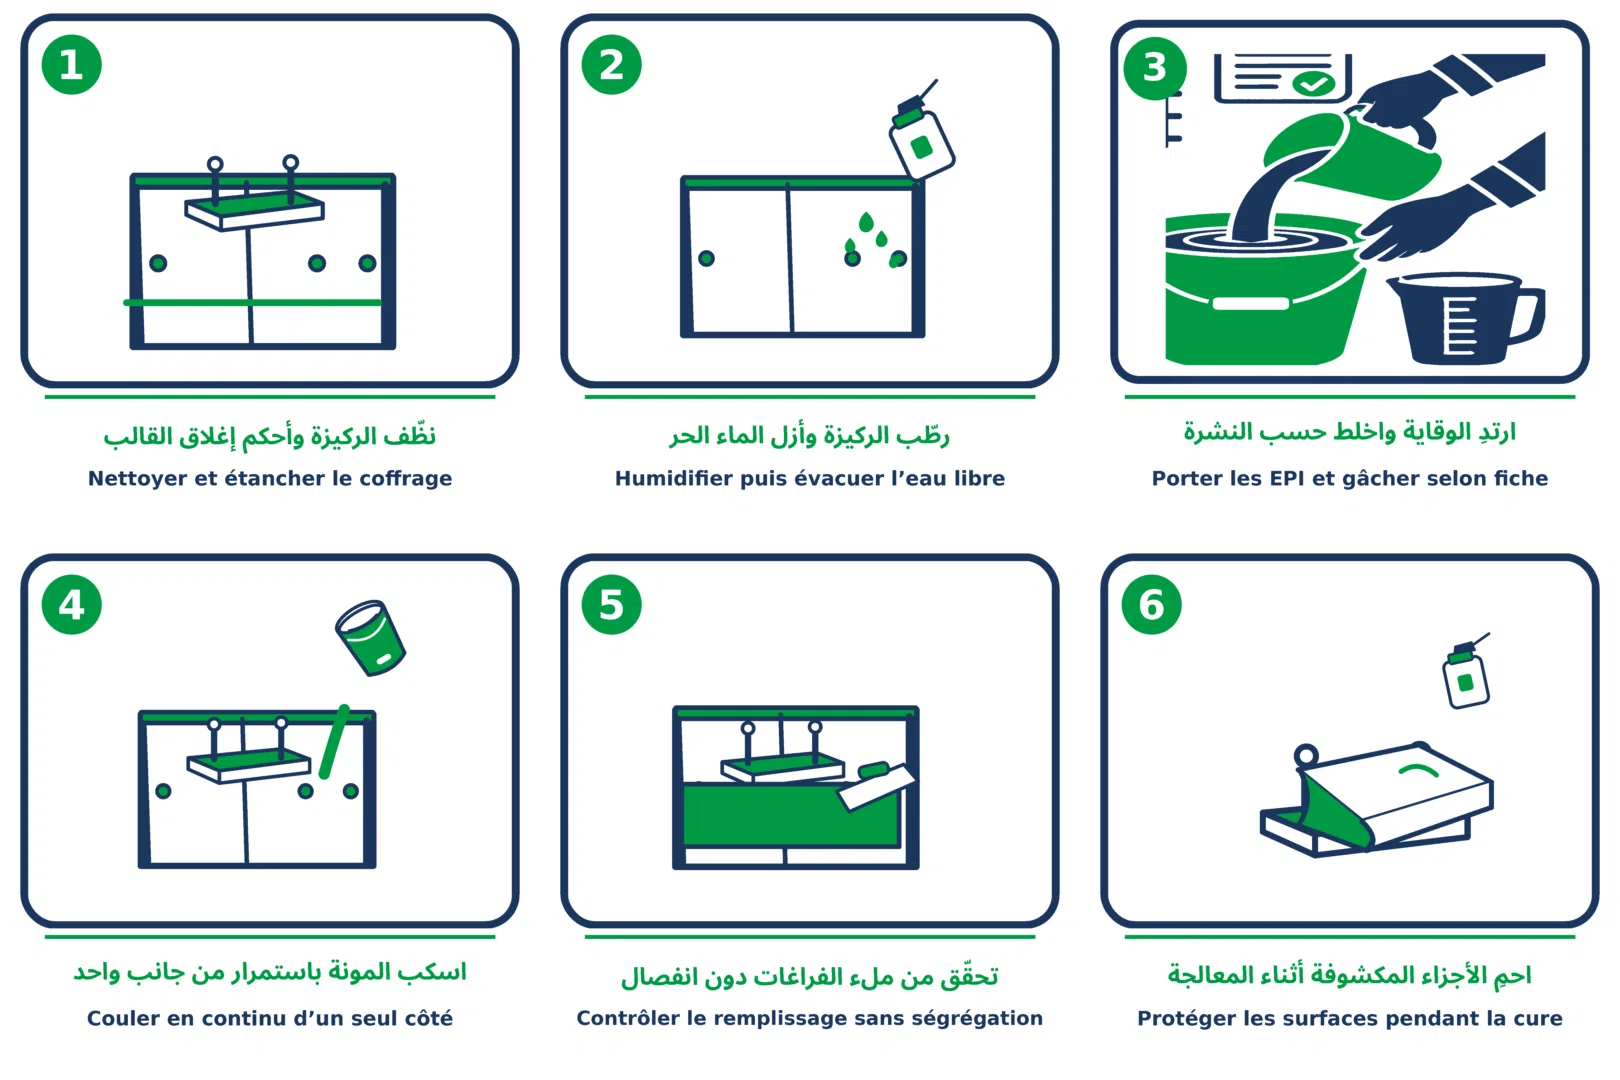 1
نظّف الركيزة وأحكم إغلاق القالب
Nettoyer et étancher le coffrage
2
رطّب الركيزة وأزل الماء الحر
Humidifier puis évacuer l’eau libre
3
ارتدِ الوقاية واخلط حسب النشرة
Porter les EPI et gâcher selon fiche
4
اسكب المونة باستمرار من جانب واحد
Couler en continu d’un seul côté
5
تحقّق من ملء الفراغات دون انفصال
Contrôler le remplissage sans ségrégation
6
احمِ الأجزاء المكشوفة أثناء المعالجة
Protéger les surfaces pendant la cure